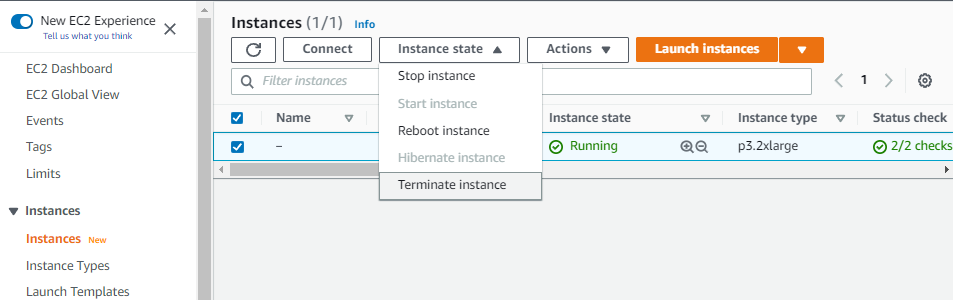 New EC2 Experience
Tell us what you think
EC2 Dashboard
EC2 Global View
Events
Tags
Limits
Instances
Instances New
Instance Types
Launch Templates
Instances (1/1) Info
Connect Instance state Actions Launch instances
Filter instances
1
Stop instance
Start instance
Reboot instance
Hibernate instance
Terminate instance
Name Instance state Instance type Status check
– Running p3.2xlarge 2/2 checks